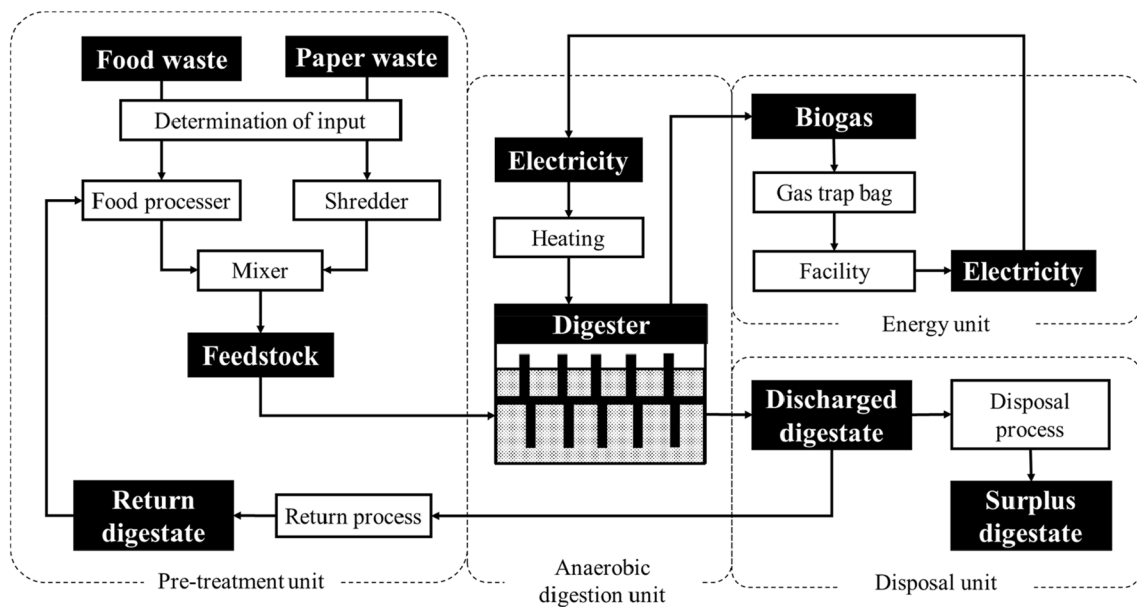 Food waste
Paper waste
Determination of input
Food processer
Shredder
Mixer
Feedstock
Return
digestate
Return process
Pre-treatment unit
Electricity
Heating
Digester
Anaerobic
digestion unit
Biogas
Gas trap bag
Facility
Electricity
Energy unit
Discharged
digestate
Disposal
process
Surplus
digestate
Disposal unit